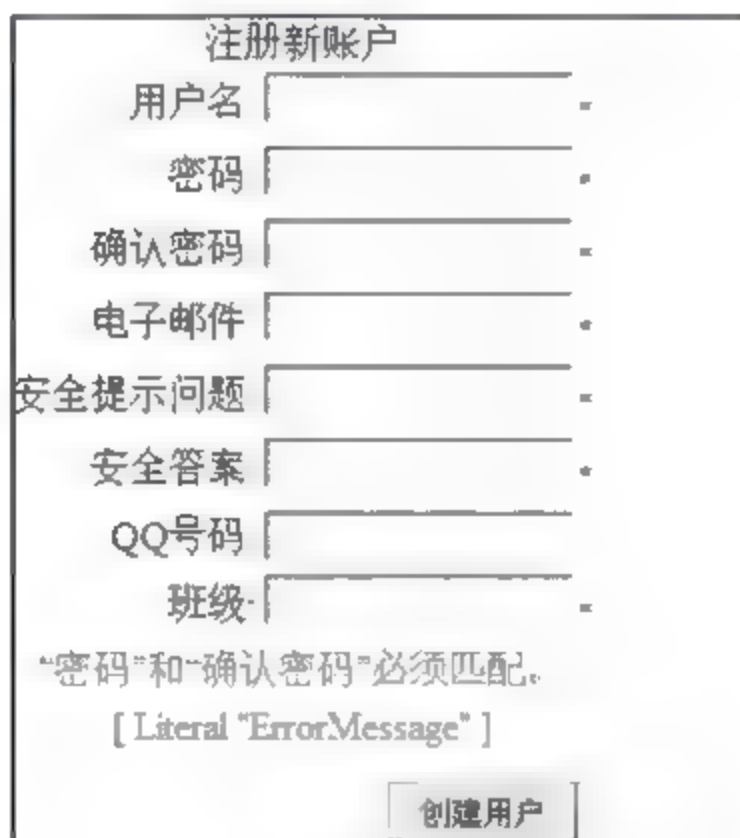 注册新账户
用户名 *
密码 *
确认密码 *
电子邮件 *
安全提示问题 *
安全答案 *
QQ号码
班级 *
“密码”和“确认密码”必须匹配。
[ Literal "ErrorMessage" ]
创建用户